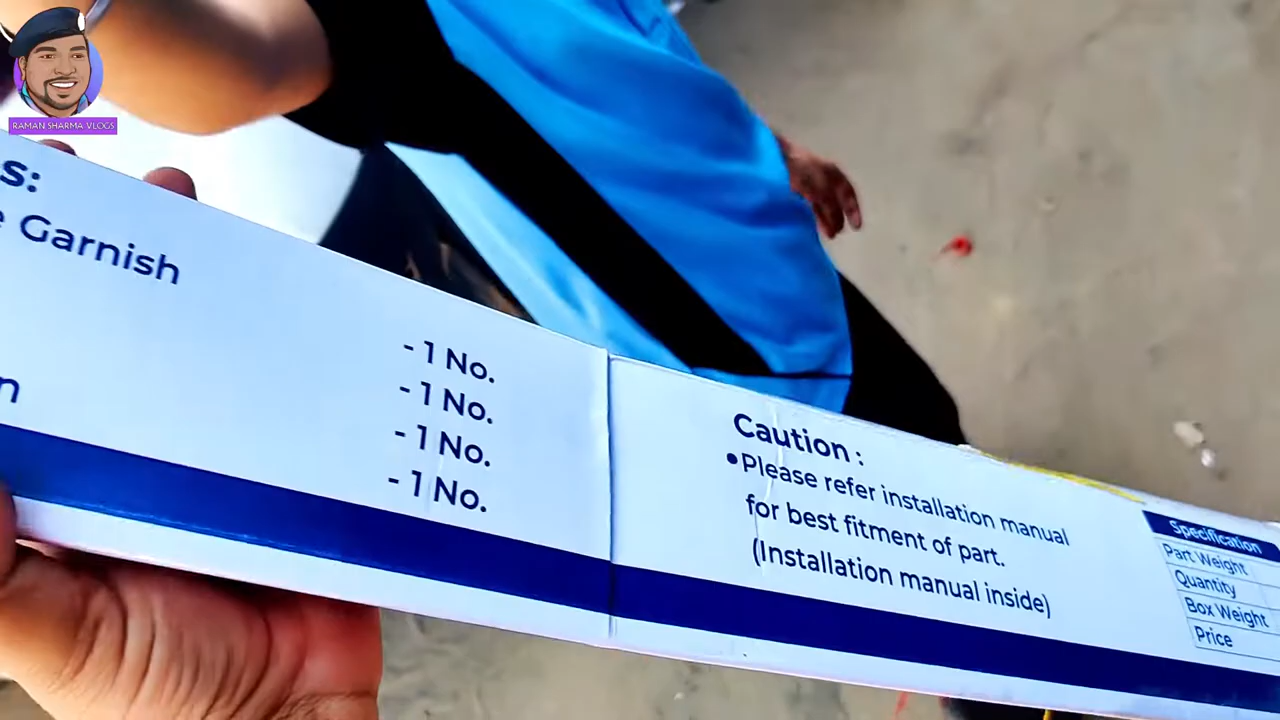 RAMAN SHARMA VLOGS
s:
Garnish
- 1 No.
- 1 No.
- 1 No.
- 1 No.
Caution :
•Please refer installation manual
for best fitment of part.
(Installation manual inside)
Specification
Part Weight
Quantity
Box Weight
Price